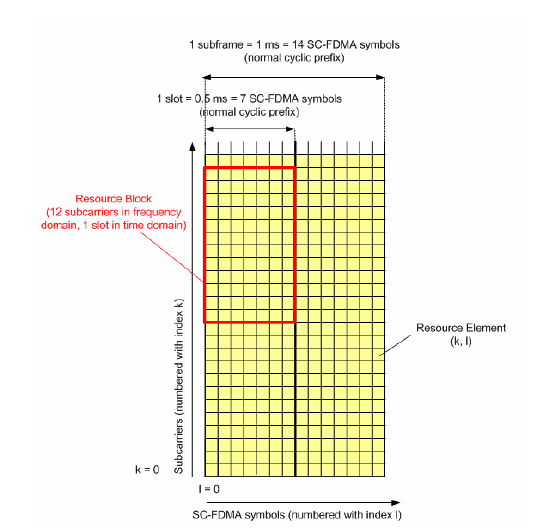 1 subframe = 1 ms = 14 SC-FDMA symbols
(normal cyclic prefix)
1 slot = 0.5 ms = 7 SC-FDMA symbols
(normal cyclic prefix)
Resource Block
(12 subcarriers in frequency
domain, 1 slot in time domain)
Subcarriers (numbered with index k)
Resource Element
(k, l)
k = 0
l = 0
SC-FDMA symbols (numbered with index l)